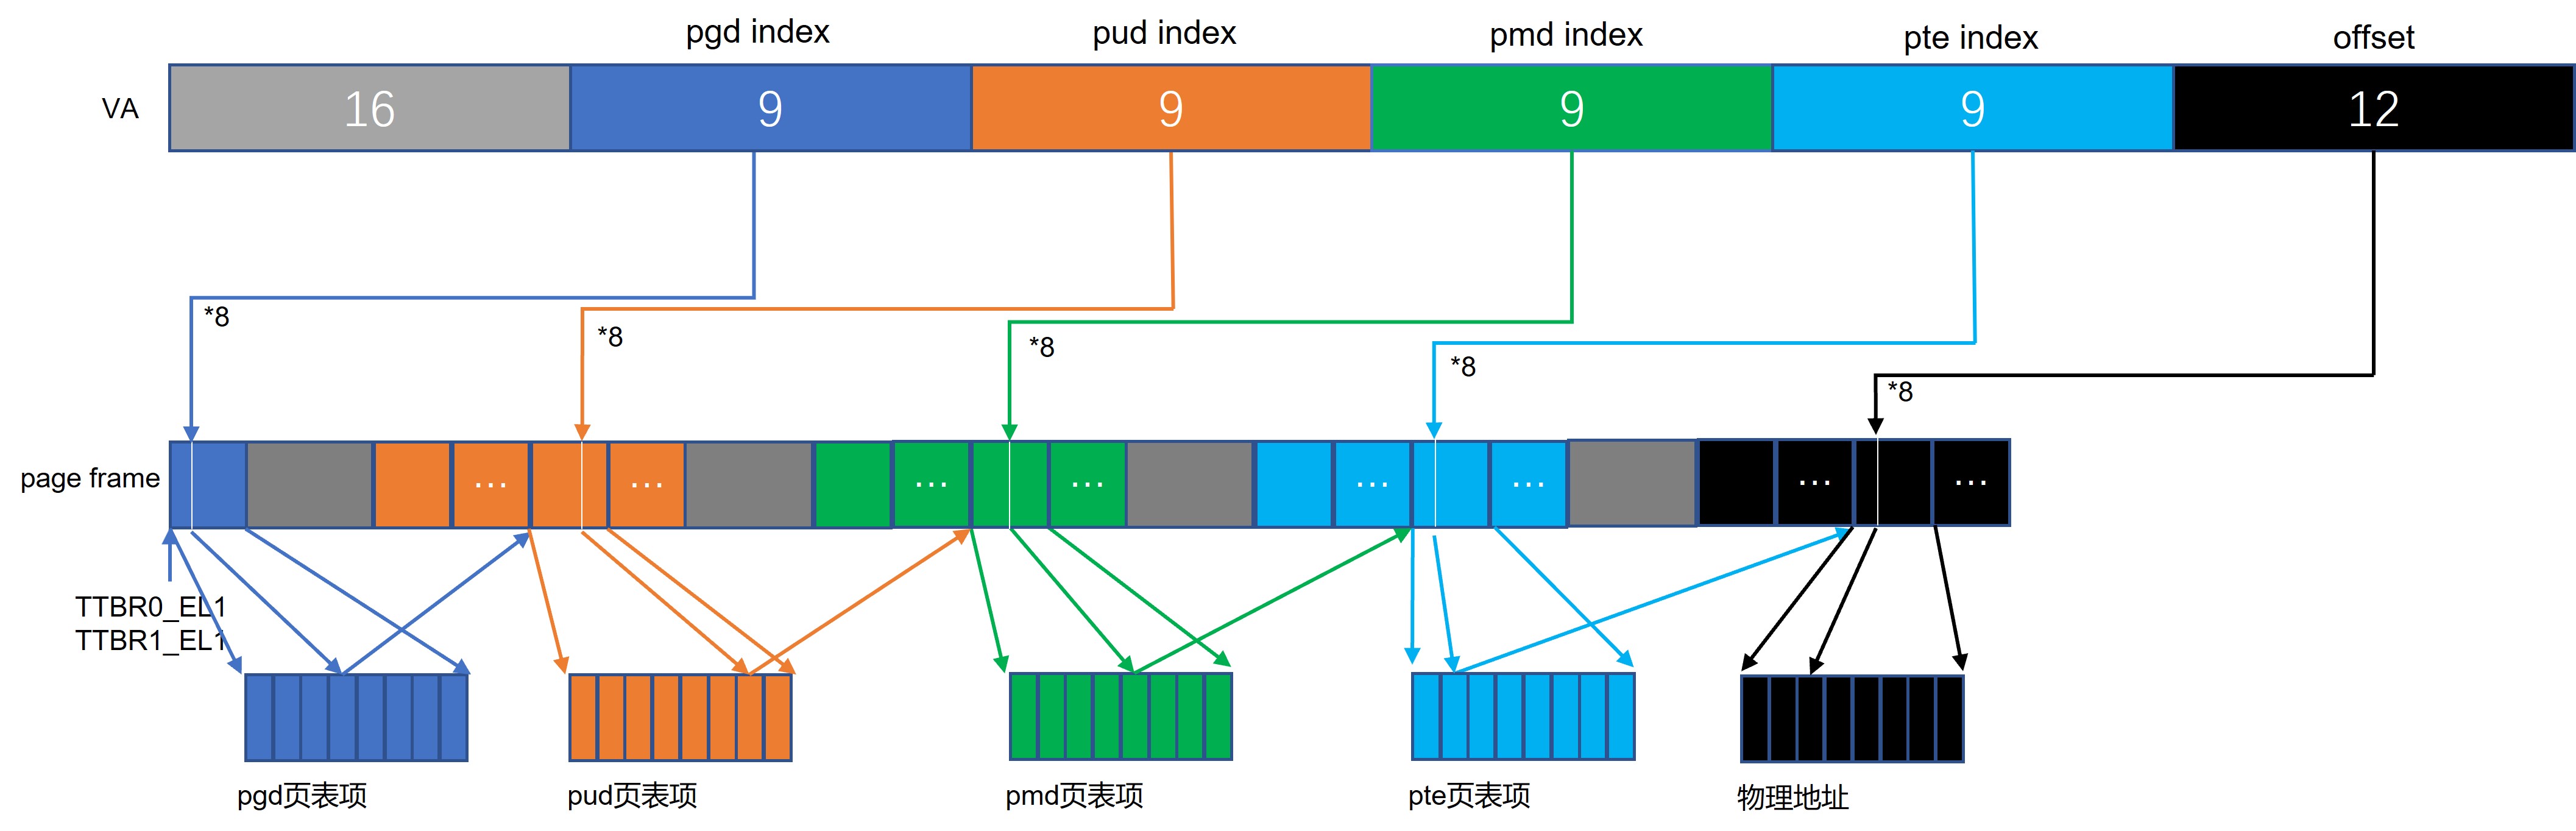 pgd index
pud index
pmd index
pte index
offset
VA
16
9
9
9
9
12
*8
*8
*8
*8
*8
page frame
...
...
...
...
...
...
...
...
TTBR0_EL1
TTBR1_EL1
pgd页表项
pud页表项
pmd页表项
pte页表项
物理地址